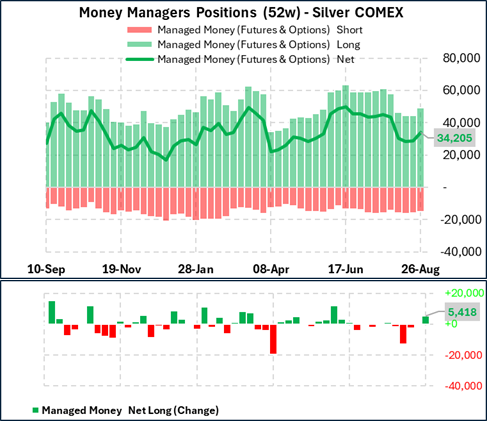 Money Managers Positions (52w) - Silver COMEX
Managed Money (Futures & Options) Short
Managed Money (Futures & Options) Long
Managed Money (Futures & Options) Net
80,000
60,000
40,000
34,205
20,000
-
-20,000
-40,000
10-Sep 19-Nov 28-Jan 08-Apr 17-Jun 26-Aug
+20,000
5,418
+0
-20,000
-40,000
Managed Money Net Long (Change)